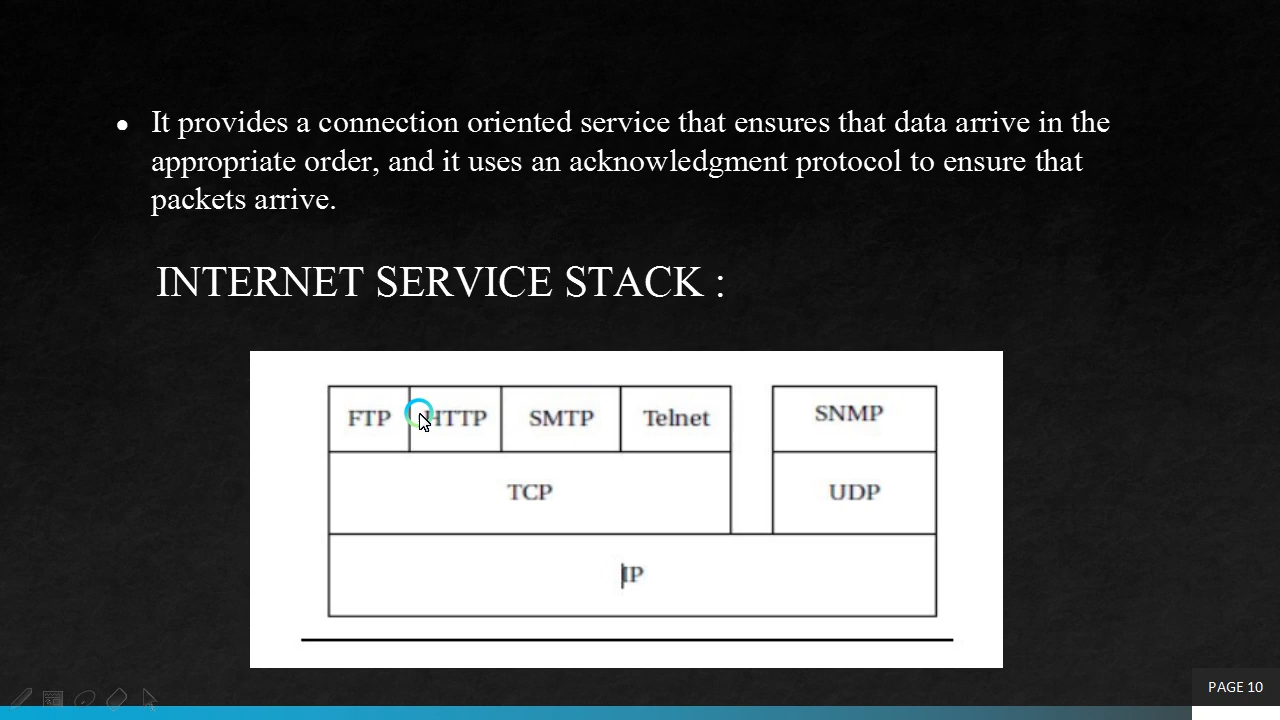 It provides a connection oriented service that ensures that data arrive in the
appropriate order, and it uses an acknowledgment protocol to ensure that
packets arrive.
INTERNET SERVICE STACK :
FTP HTTP SMTP Telnet SNMP
TCP UDP
IP
PAGE 10